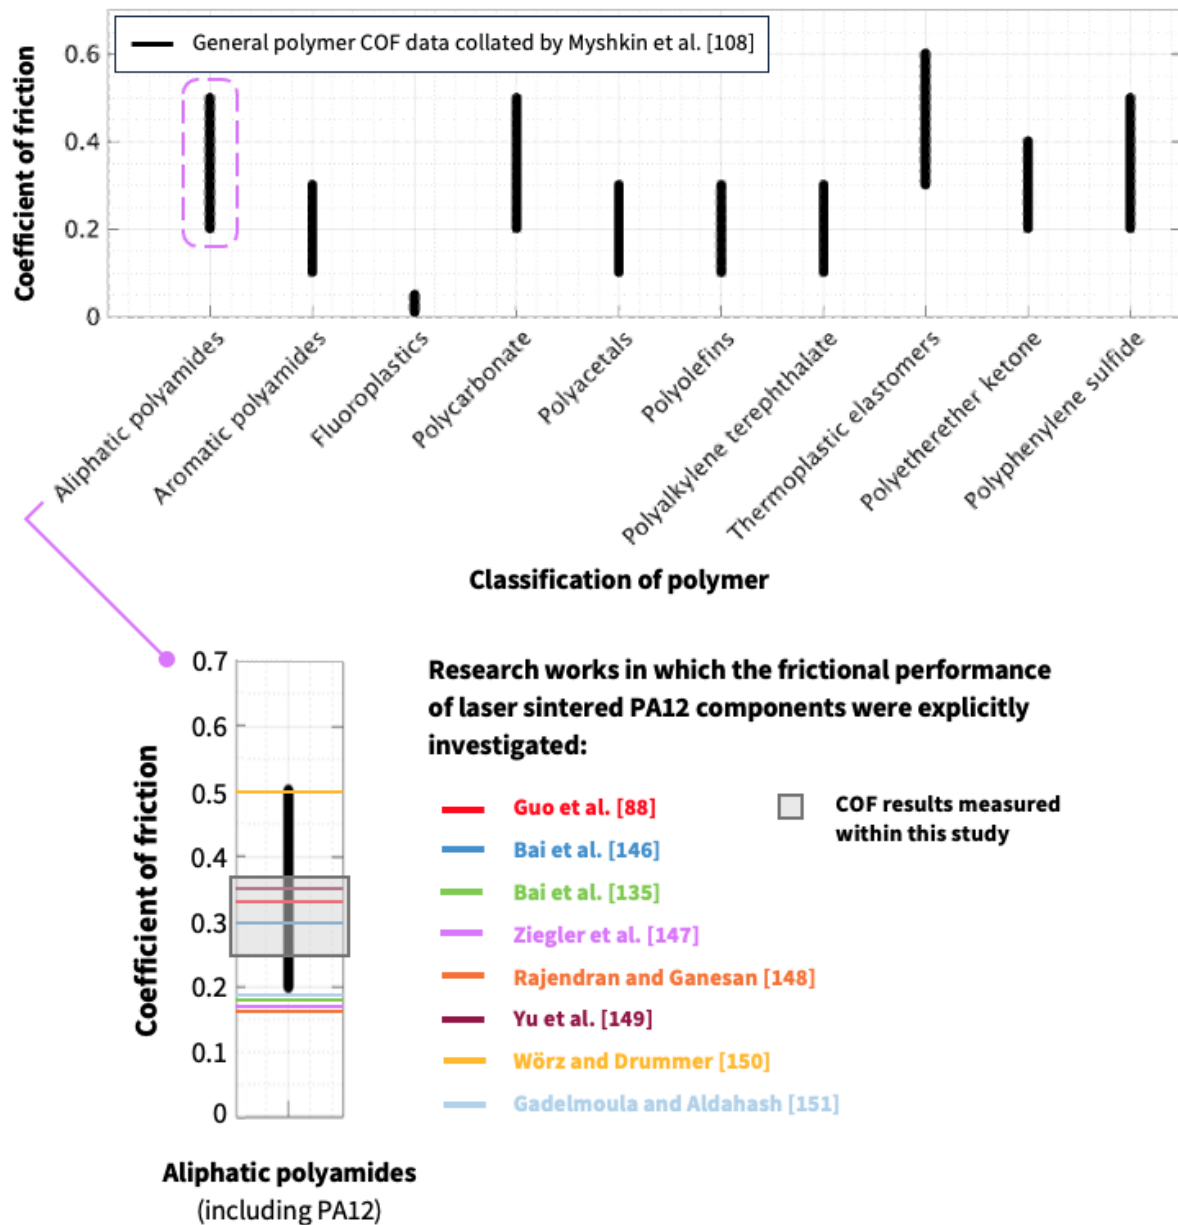 General polymer COF data collated by Myshkin et al. [108]
Coefficient of friction
0.6
0.4
0.2
0
Aliphatic polyamides
Aromatic polyamides
Fluoroplastics
Polycarbonate
Polyacetals
Polyolefins
Polyalkylene terephthalate
Thermoplastic elastomers
Polyetherether ketone
Polyphenylene sulfide
Classification of polymer
Coefficient of friction
0.7
0.6
0.5
0.4
0.3
0.2
0.1
0
Aliphatic polyamides
(including PA12)
Research works in which the frictional performance
of laser sintered PA12 components were explicitly
investigated:
Guo et al. [88]
Bai et al. [146]
Bai et al. [135]
Ziegler et al. [147]
Rajendran and Ganesan [148]
Yu et al. [149]
Wörz and Drummer [150]
Gadelmoula and Aldahash [151]
COF results measured
within this study